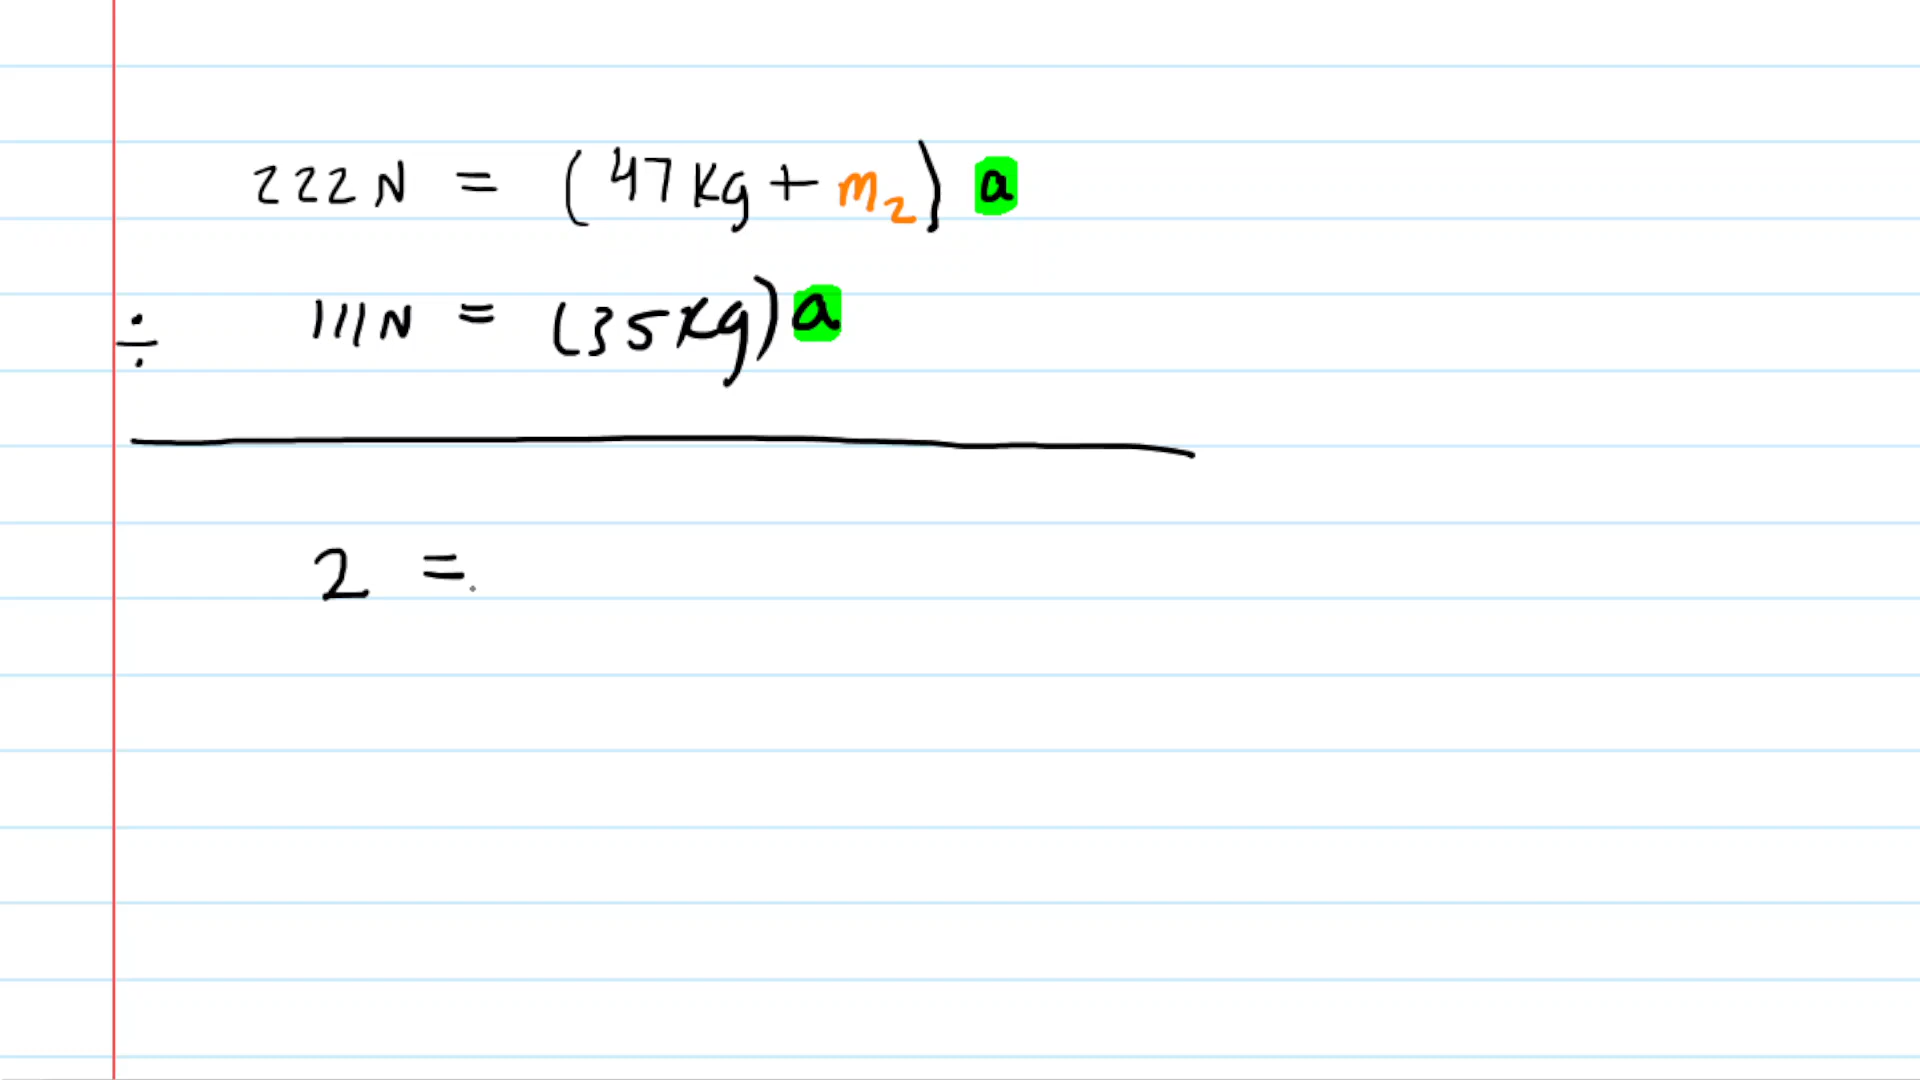 222 N = (47 kg + m₂) a
÷ 111 N = (35 kg) a
2 =